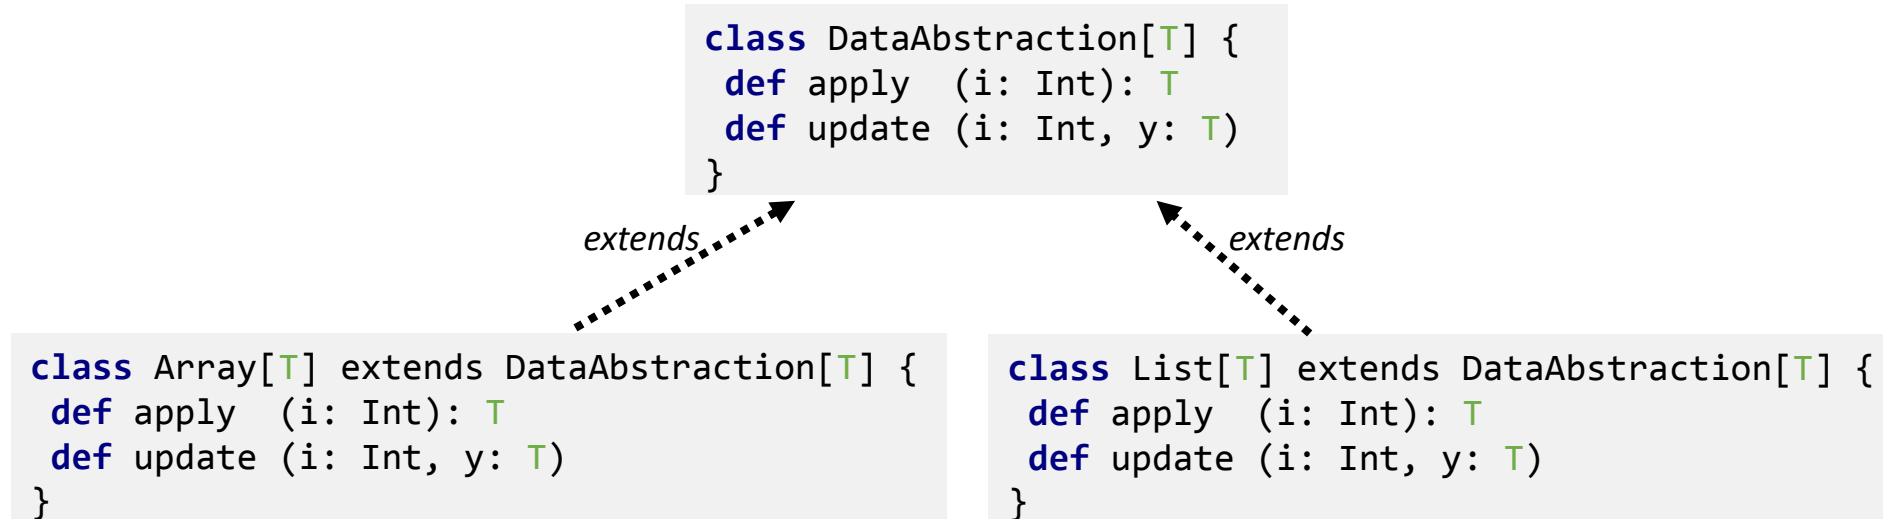 class DataAbstraction[T] {
 def apply  (i: Int): T
 def update (i: Int, y: T)
}
extends
extends
class Array[T] extends DataAbstraction[T] {
 def apply  (i: Int): T
 def update (i: Int, y: T)
}
class List[T] extends DataAbstraction[T] {
 def apply  (i: Int): T
 def update (i: Int, y: T)
}